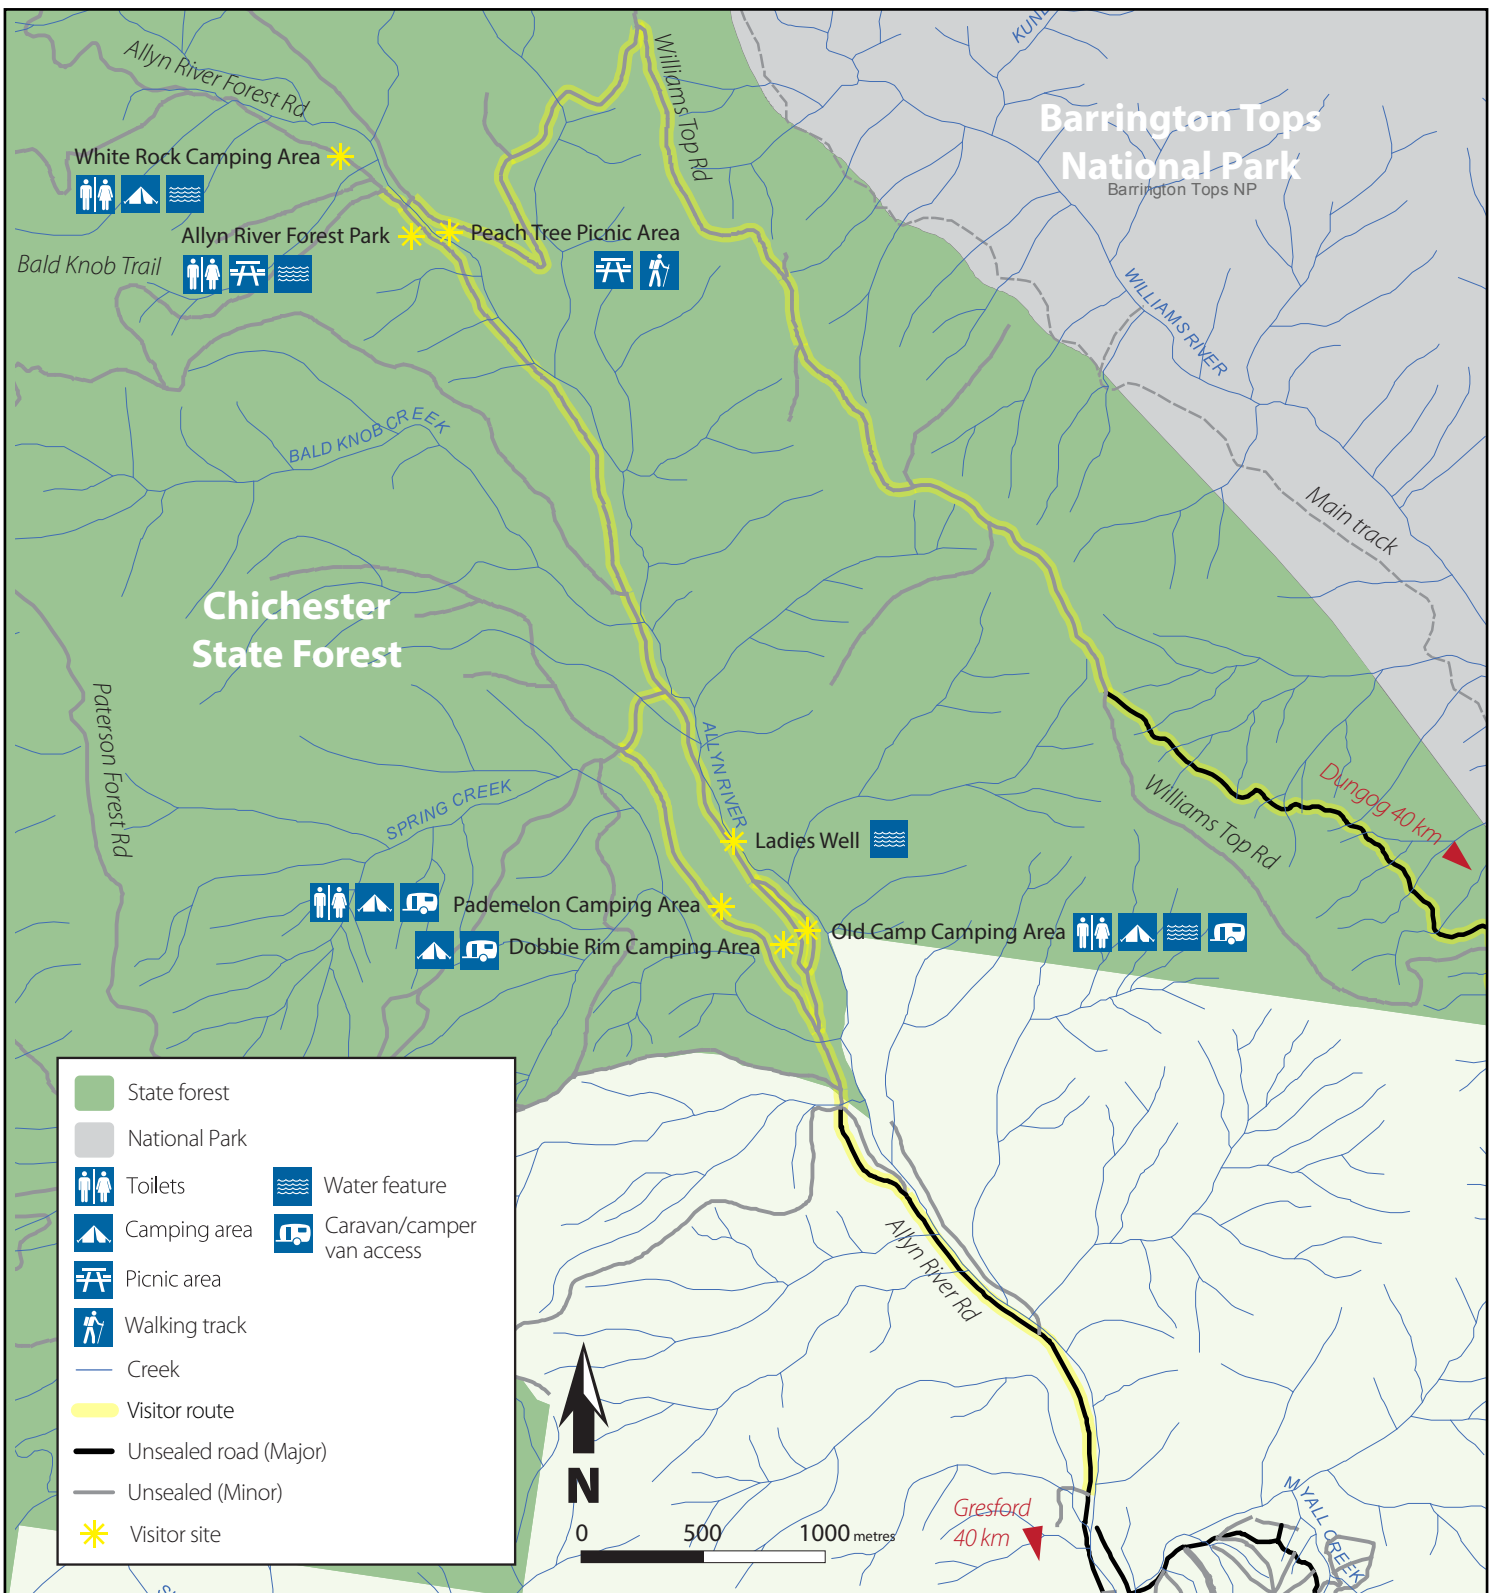 KUNE
Allyn River Forest Rd
Williams Top Rd
Barrington Tops
National Park
Barrington Tops NP
White Rock Camping Area
Allyn River Forest Park
Peach Tree Picnic Area
Bald Knob Trail
WILLIAMS RIVER
BALD KNOB CREEK
Main track
Chichester
State Forest
Paterson Forest Rd
ALLYN RIVER
SPRING CREEK
Dungog 40 km
Williams Top Rd
Ladies Well
Pademelon Camping Area
Old Camp Camping Area
Dobbie Rim Camping Area
State forest
National Park
Toilets
Water feature
Camping area
Caravan/camper
van access
Picnic area
Walking track
Creek
Visitor route
Unsealed road (Major)
Unsealed (Minor)
Visitor site
Allyn River Rd
N
0 500 1000 metres
Gresford
40 km
MYALL CREEK